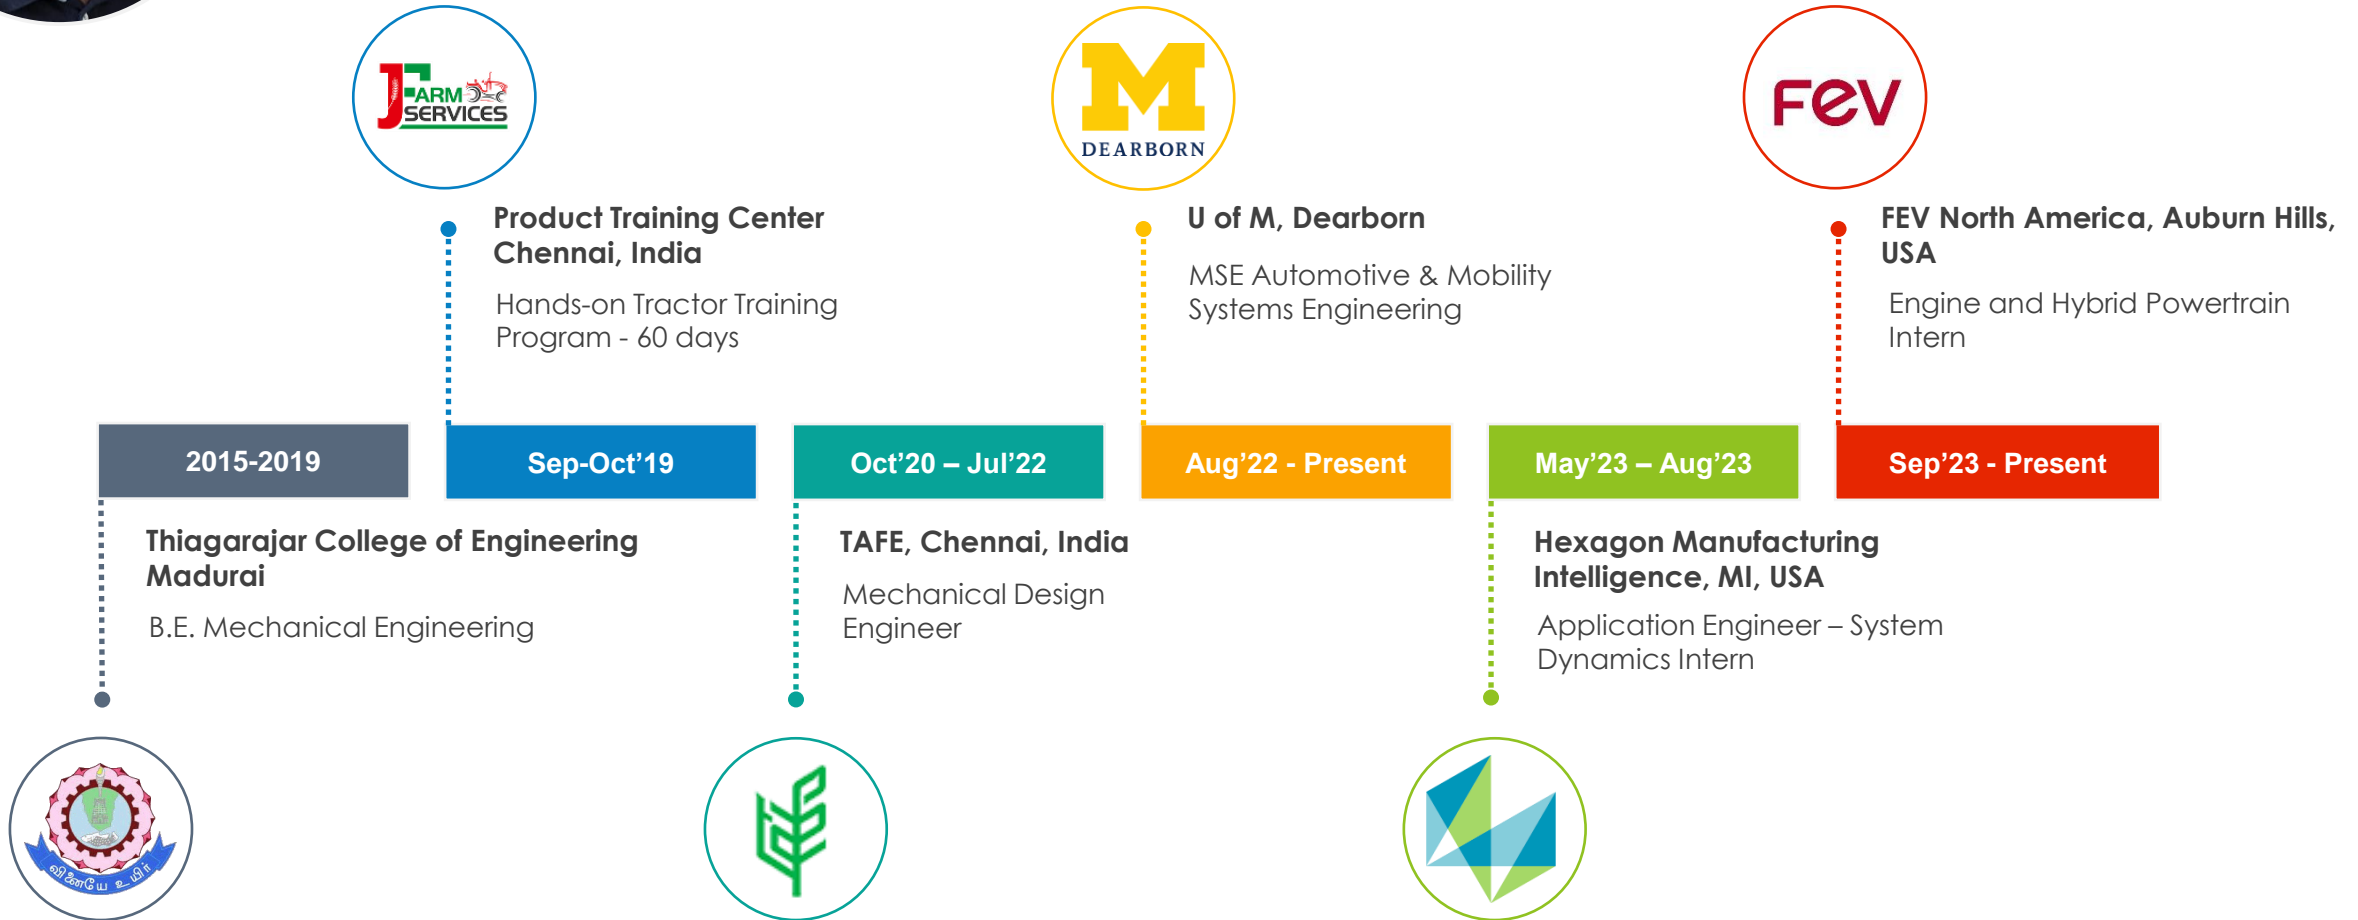 JFARM
SERVICES
M
DEARBORN
FEV
Product Training Center
Chennai, India
Hands-on Tractor Training
Program - 60 days
U of M, Dearborn
MSE Automotive & Mobility
Systems Engineering
FEV North America, Auburn Hills,
USA
Engine and Hybrid Powertrain
Intern
2015-2019
Sep-Oct’19
Oct’20 – Jul’22
Aug’22 - Present
May’23 – Aug’23
Sep’23 - Present
Thiagarajar College of Engineering
Madurai
B.E. Mechanical Engineering
TAFE, Chennai, India
Mechanical Design
Engineer
Hexagon Manufacturing
Intelligence, MI, USA
Application Engineer – System
Dynamics Intern
வினையே உயிர்